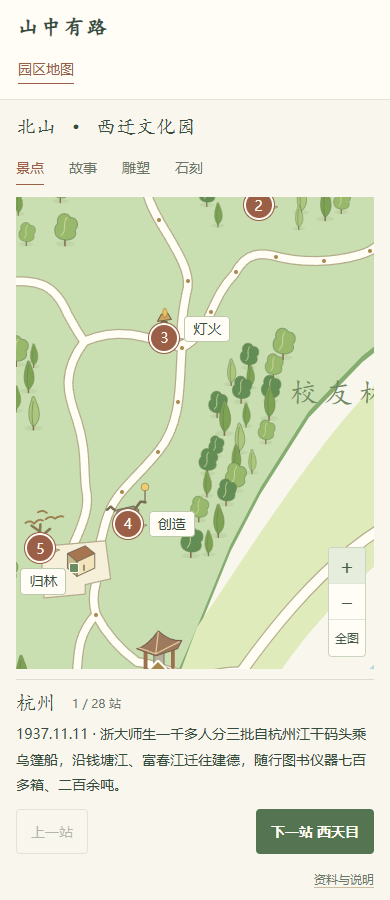 山中有路
园区地图
北山 • 西迁文化园
景点 故事 雕塑 石刻
2
3 灯火
校友林
4 创造
5
归林
+
−
全图
杭州 1 / 28 站
1937.11.11 · 浙大师生一千多人分三批自杭州江干码头乘
乌篷船，沿钱塘江、富春江迁往建德，随行图书仪器七百
多箱、二百余吨。
上一站 下一站 西天目
资料与说明